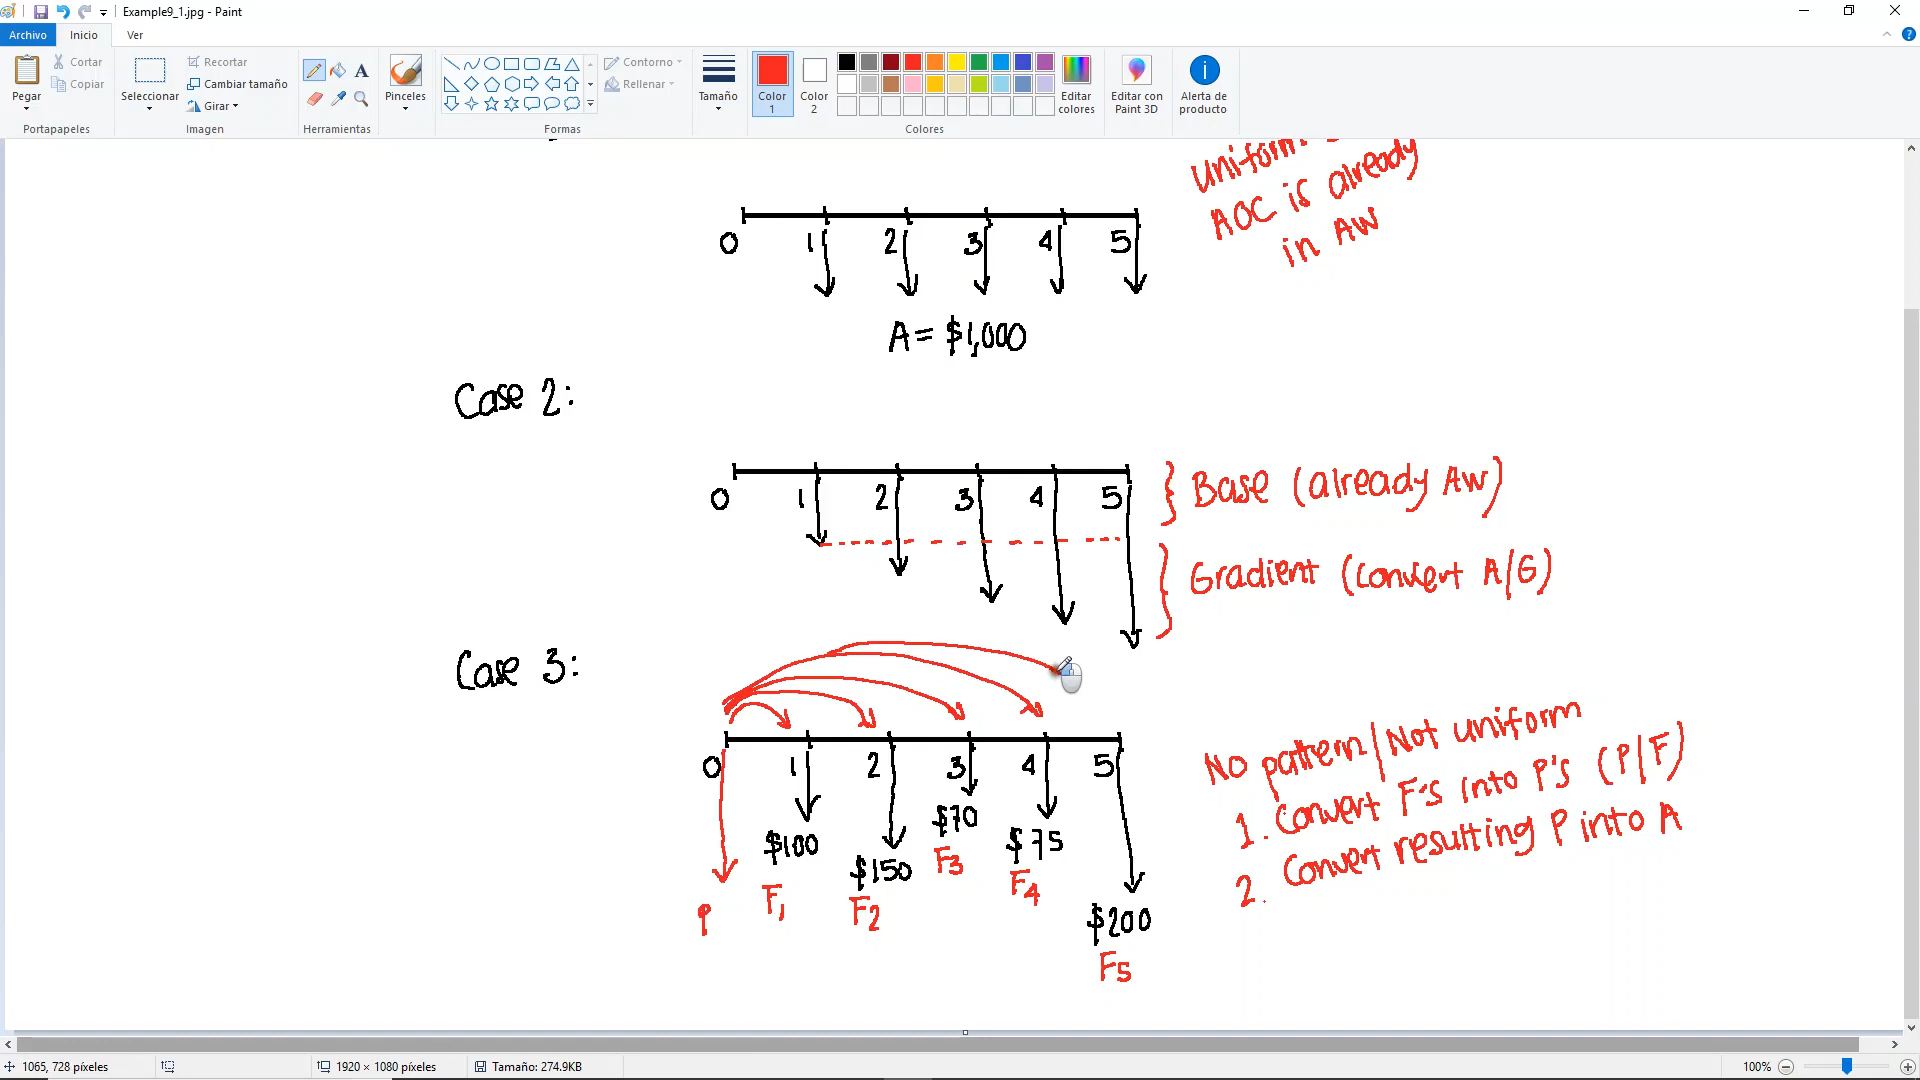 Example9_1.jpg - Paint
Archivo Inicio Ver
Pegar
Cortar
Copiar
Portapapeles
Seleccionar
Recortar
Cambiar tamaño
Girar
Imagen
A
Herramientas
Pinceles
Contorno
Rellenar
Formas
Tamaño
Color 1
Color 2
Editar colores
Colores
Editar con Paint 3D
Alerta de producto
uniform
AOC is already
in AW
0 1 2 3 4 5
A = $1,000
Case 2:
0 1 2 3 4 5
Base (already AW)
Gradient (convert A/G)
Case 3:
0 1 2 3 4 5
$100 $150 $70 $75 $200
P F1 F2 F3 F4 F5
No pattern/Not uniform
1. Convert F's into P's (P/F)
2. Convert resulting P into A
1065, 728 píxeles 1920 × 1080 píxeles Tamaño: 274.9KB 100%